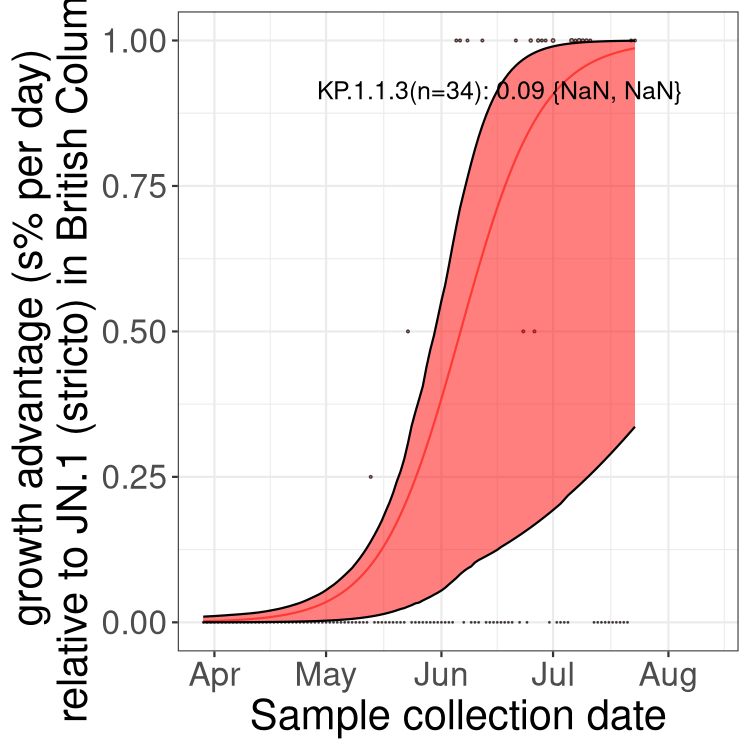 growth advantage (s% per day)
relative to JN.1 (stricto) in British Colum
1.00
0.75
0.50
0.25
0.00
KP.1.1.3(n=34): 0.09 {NaN, NaN}
Apr May Jun Jul Aug
Sample collection date